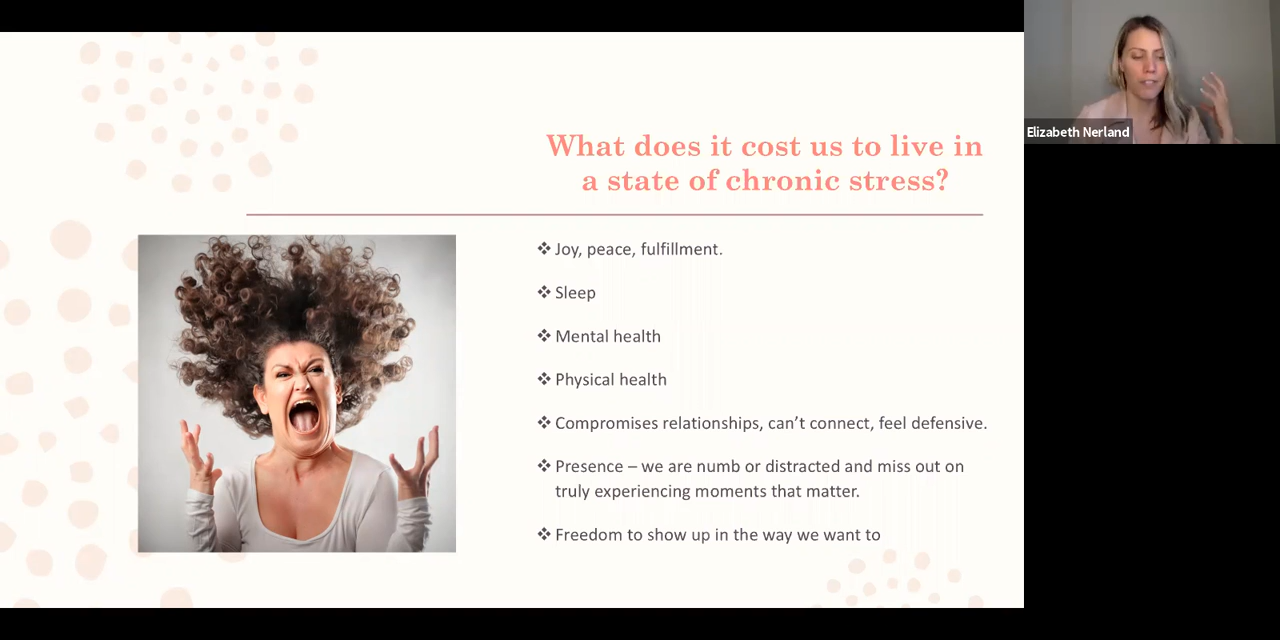 What does it cost us to live in
a state of chronic stress?
❖ Joy, peace, fulfillment.
❖ Sleep
❖ Mental health
❖ Physical health
❖ Compromises relationships, can’t connect, feel defensive.
❖ Presence – we are numb or distracted and miss out on
truly experiencing moments that matter.
❖ Freedom to show up in the way we want to
Elizabeth Nerland